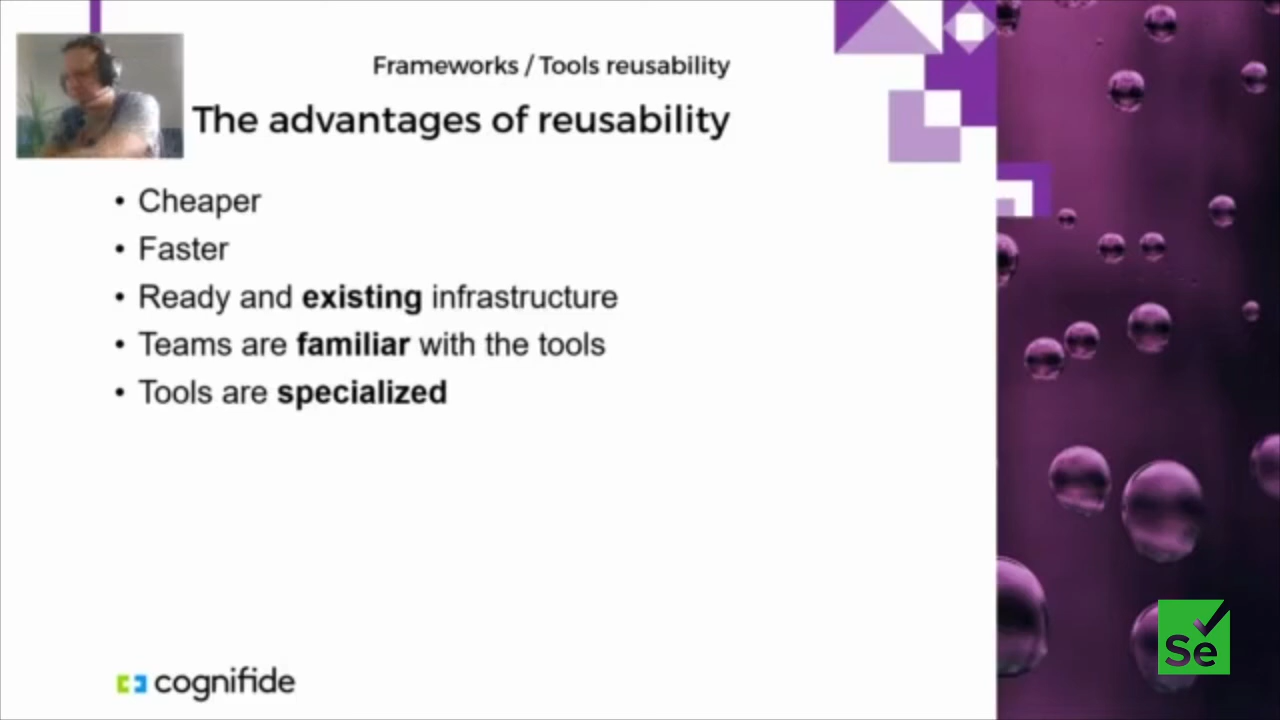 Frameworks / Tools reusability
The advantages of reusability
• Cheaper
• Faster
• Ready and existing infrastructure
• Teams are familiar with the tools
• Tools are specialized
cognifide
Se